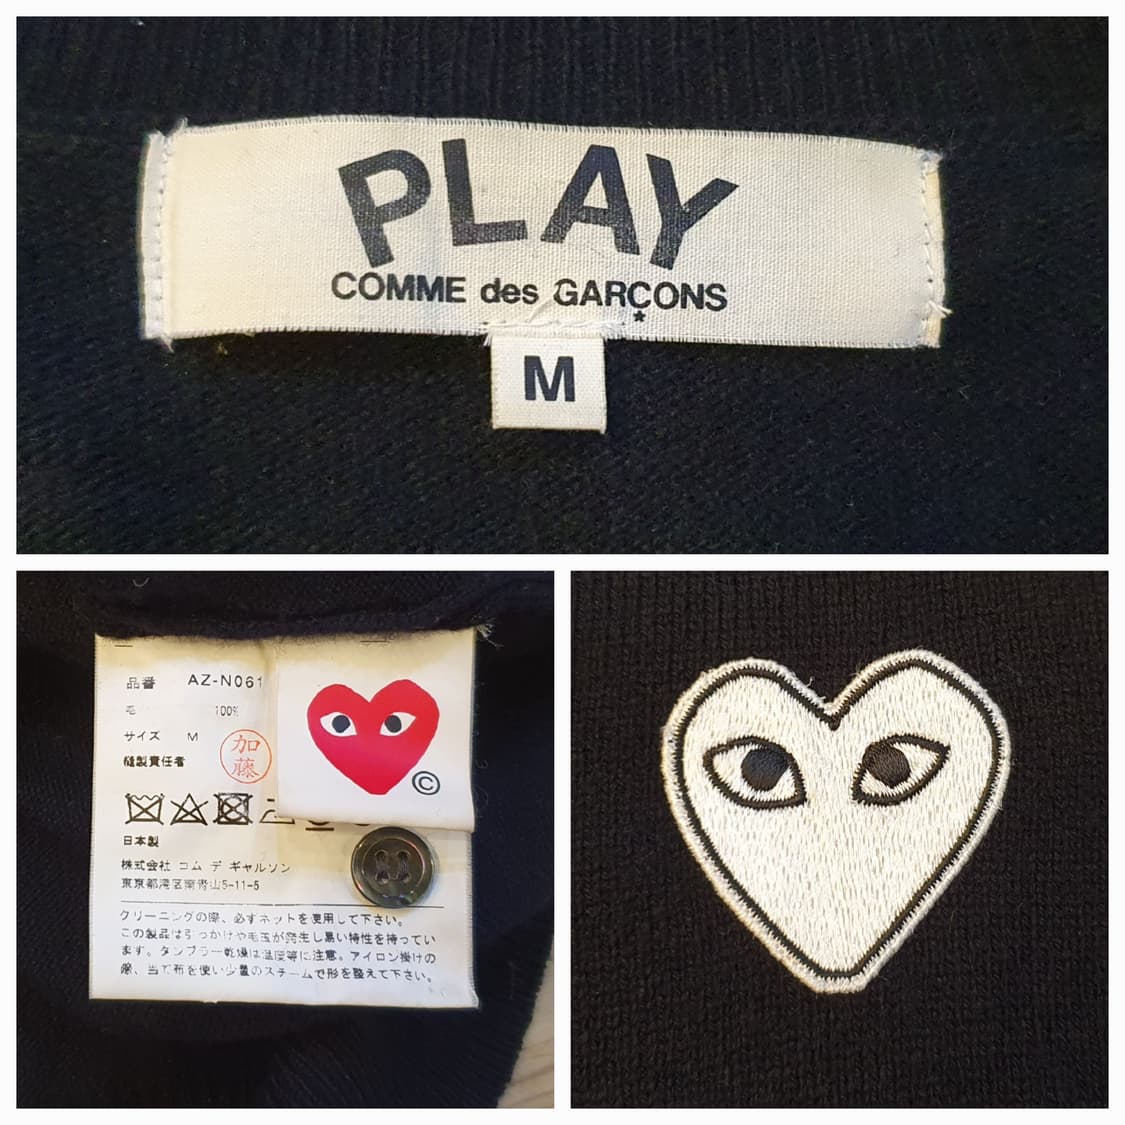 PLAY
COMME des GARÇONS
*
M
品番 AZ-N061
毛 100%
サイズ M
縫製責任者
加藤
©
日本製
株式会社 コム デ ギャルソン
東京都港区南青山5-11-5
クリーニングの際、必ずネットを使用して下さい。
この製品は引っかけや毛玉が発生し易い特性を持ってい
ます。タンブラー乾燥は温度等に注意。アイロン掛けの
際、当て布を使い少量のスチームで形を整えて下さい。